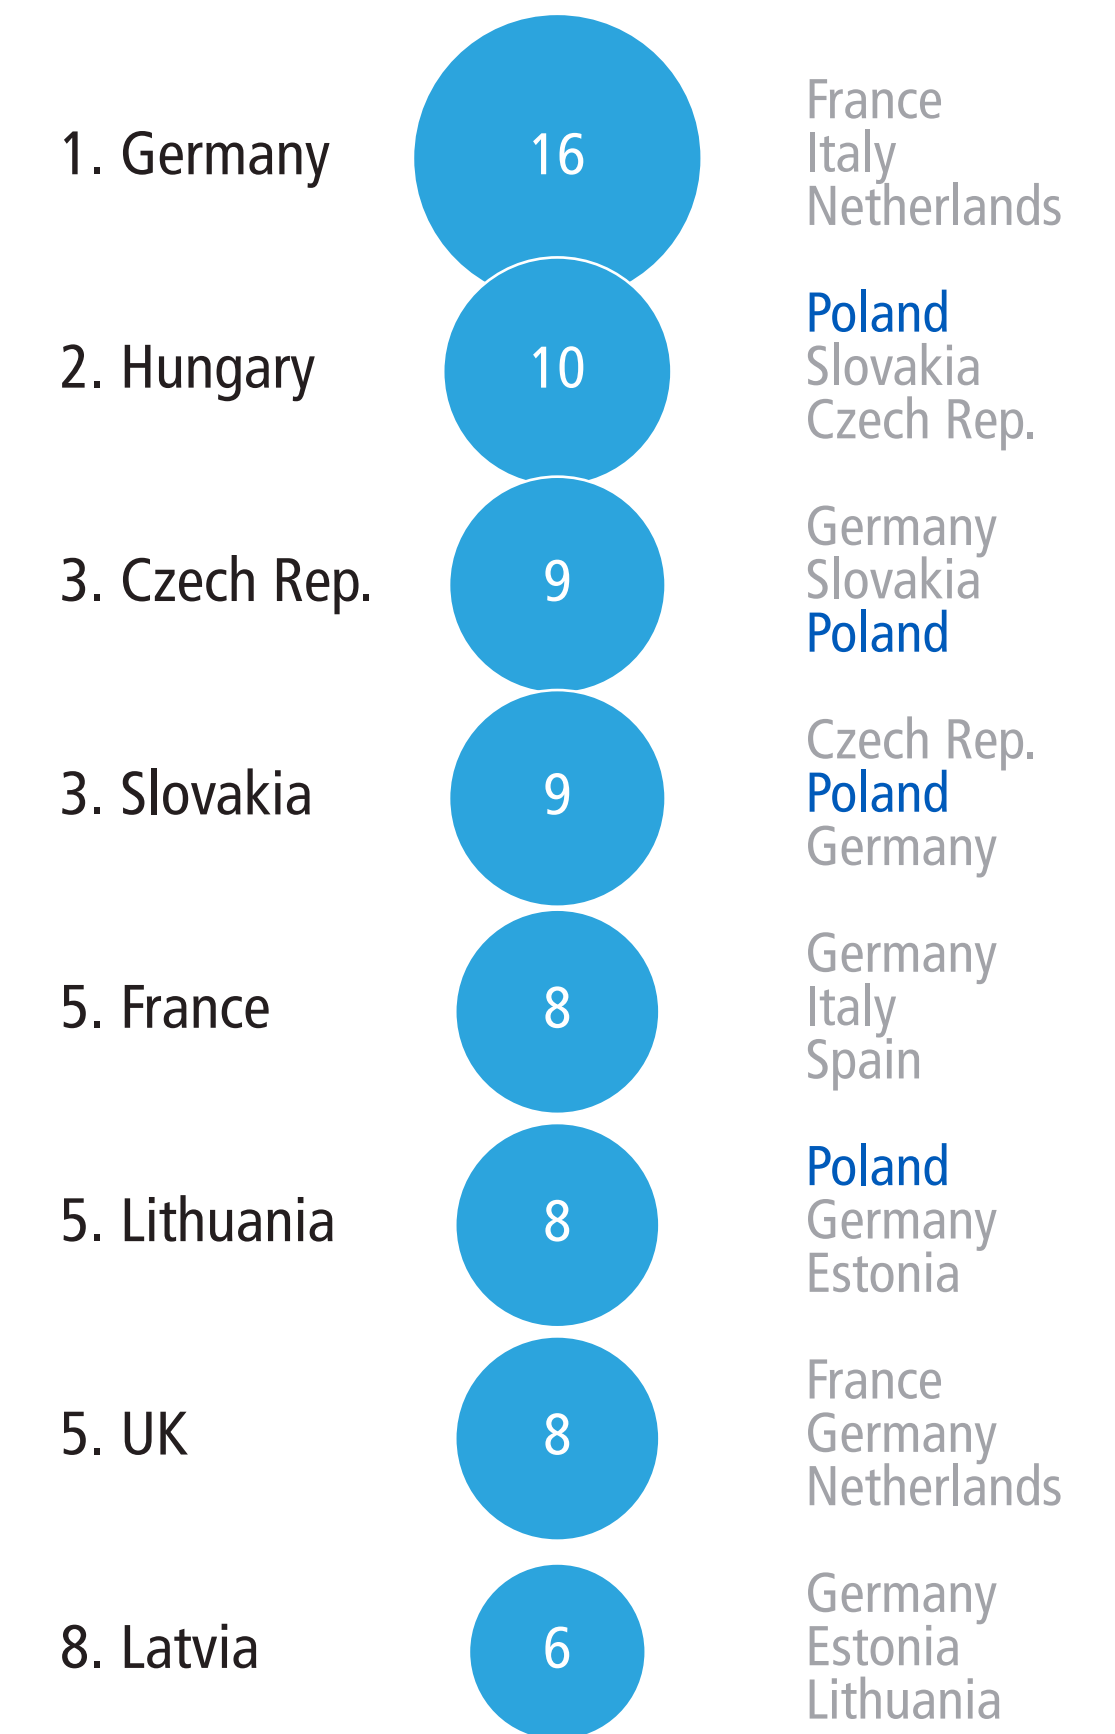 1. Germany
16
France
Italy
Netherlands
2. Hungary
10
Poland
Slovakia
Czech Rep.
3. Czech Rep.
9
Germany
Slovakia
Poland
3. Slovakia
9
Czech Rep.
Poland
Germany
5. France
8
Germany
Italy
Spain
5. Lithuania
8
Poland
Germany
Estonia
5. UK
8
France
Germany
Netherlands
8. Latvia
6
Germany
Estonia
Lithuania